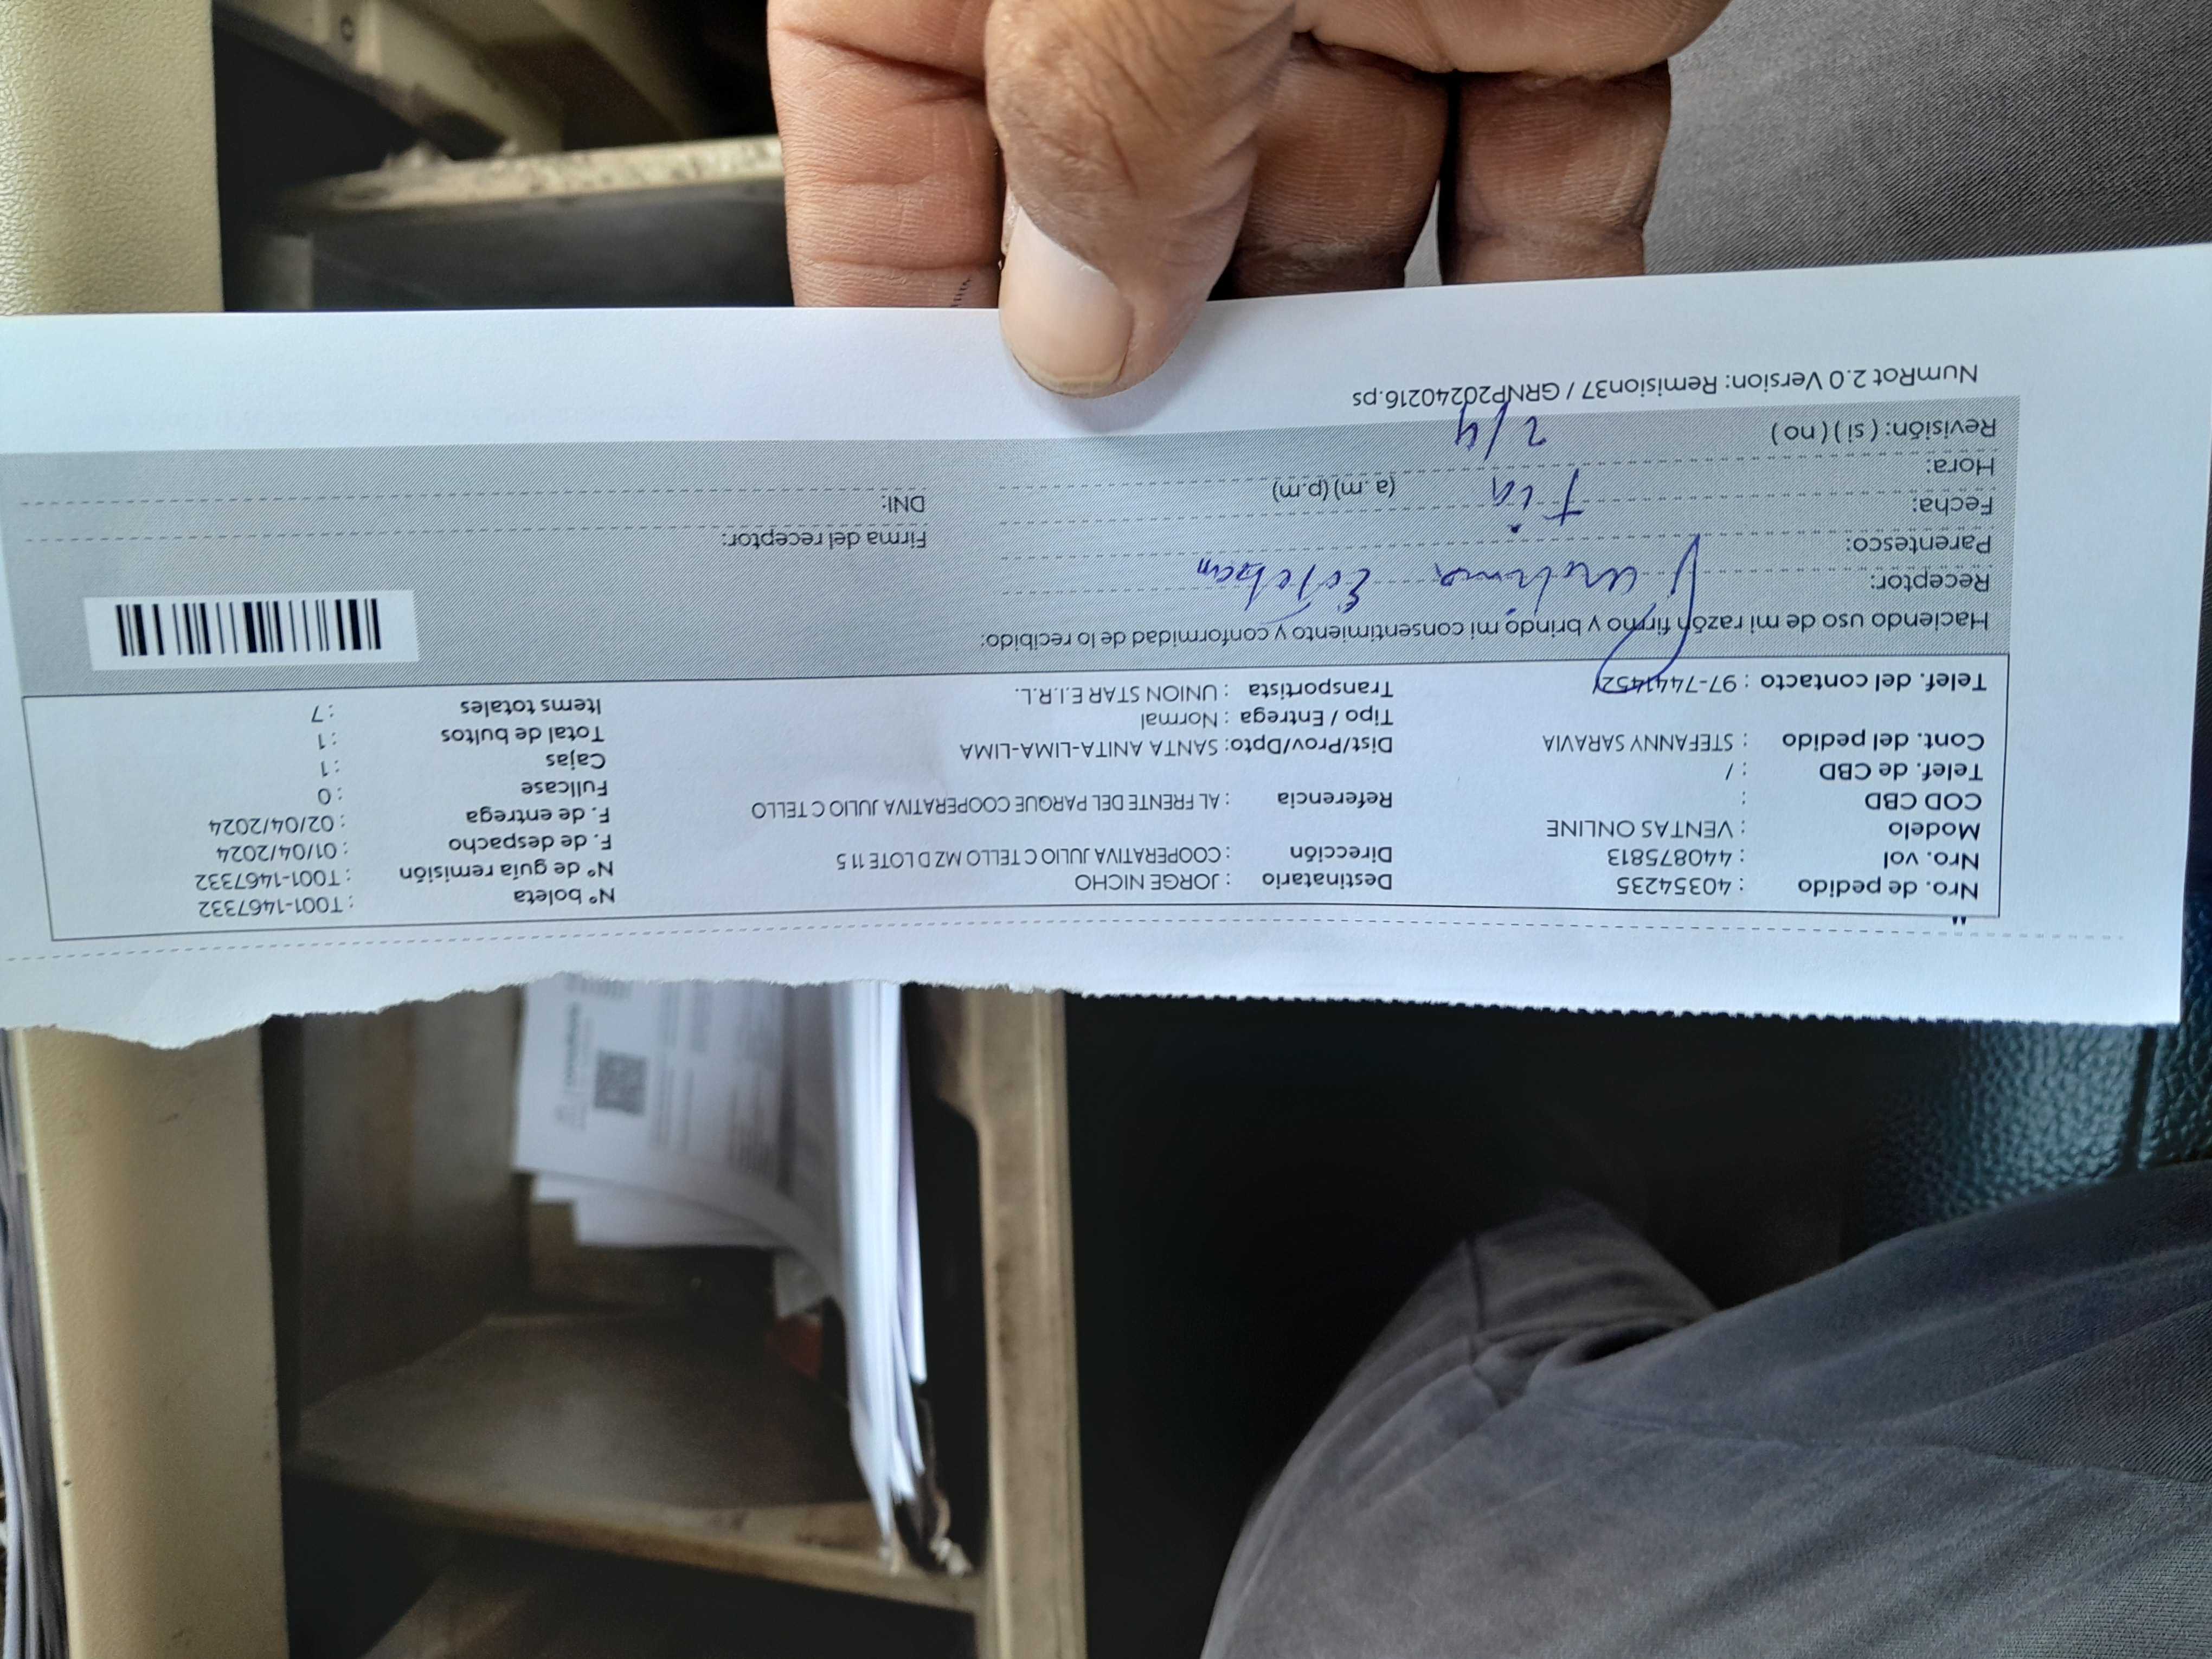 Nro. de pedido : 40354235
Nro. vol : 440875813
Modelo : VENTAS ONLINE
COD CBD :
Telef. de CBD : /
Cont. del pedido : STEFANNY SARAVIA
Telef. del contacto : 97-7441452
Destinatario : JORGE NICHO
Dirección : COOPERATIVA JULIO C TELLO MZ D LOTE 11 5
Referencia : AL FRENTE DEL PARQUE COOPERATIVA JULIO C TELLO
Dist/Prov/Dpto: SANTA ANITA-LIMA-LIMA
Tipo / Entrega : Normal
Transportista : UNION STAR E.I.R.L.
N° boleta : T001-1467332
N° de guía remisión : T001-1467332
F. de despacho : 01/04/2024
F. de entrega : 02/04/2024
Fullcase : 0
Cajas : 1
Total de bultos : 1
Items totales : 7
Haciendo uso de mi razón firmo y brindo mi consentimiento y conformidad de lo recibido:
Receptor:
Parentesco: Tia
Fecha: 2/4
Hora: (a.m)(p.m)
Revisión: ( si ) ( no )
Firma del receptor:
DNI:
NumRot 2.0 Version: Remision37 / GRNP20240216.ps